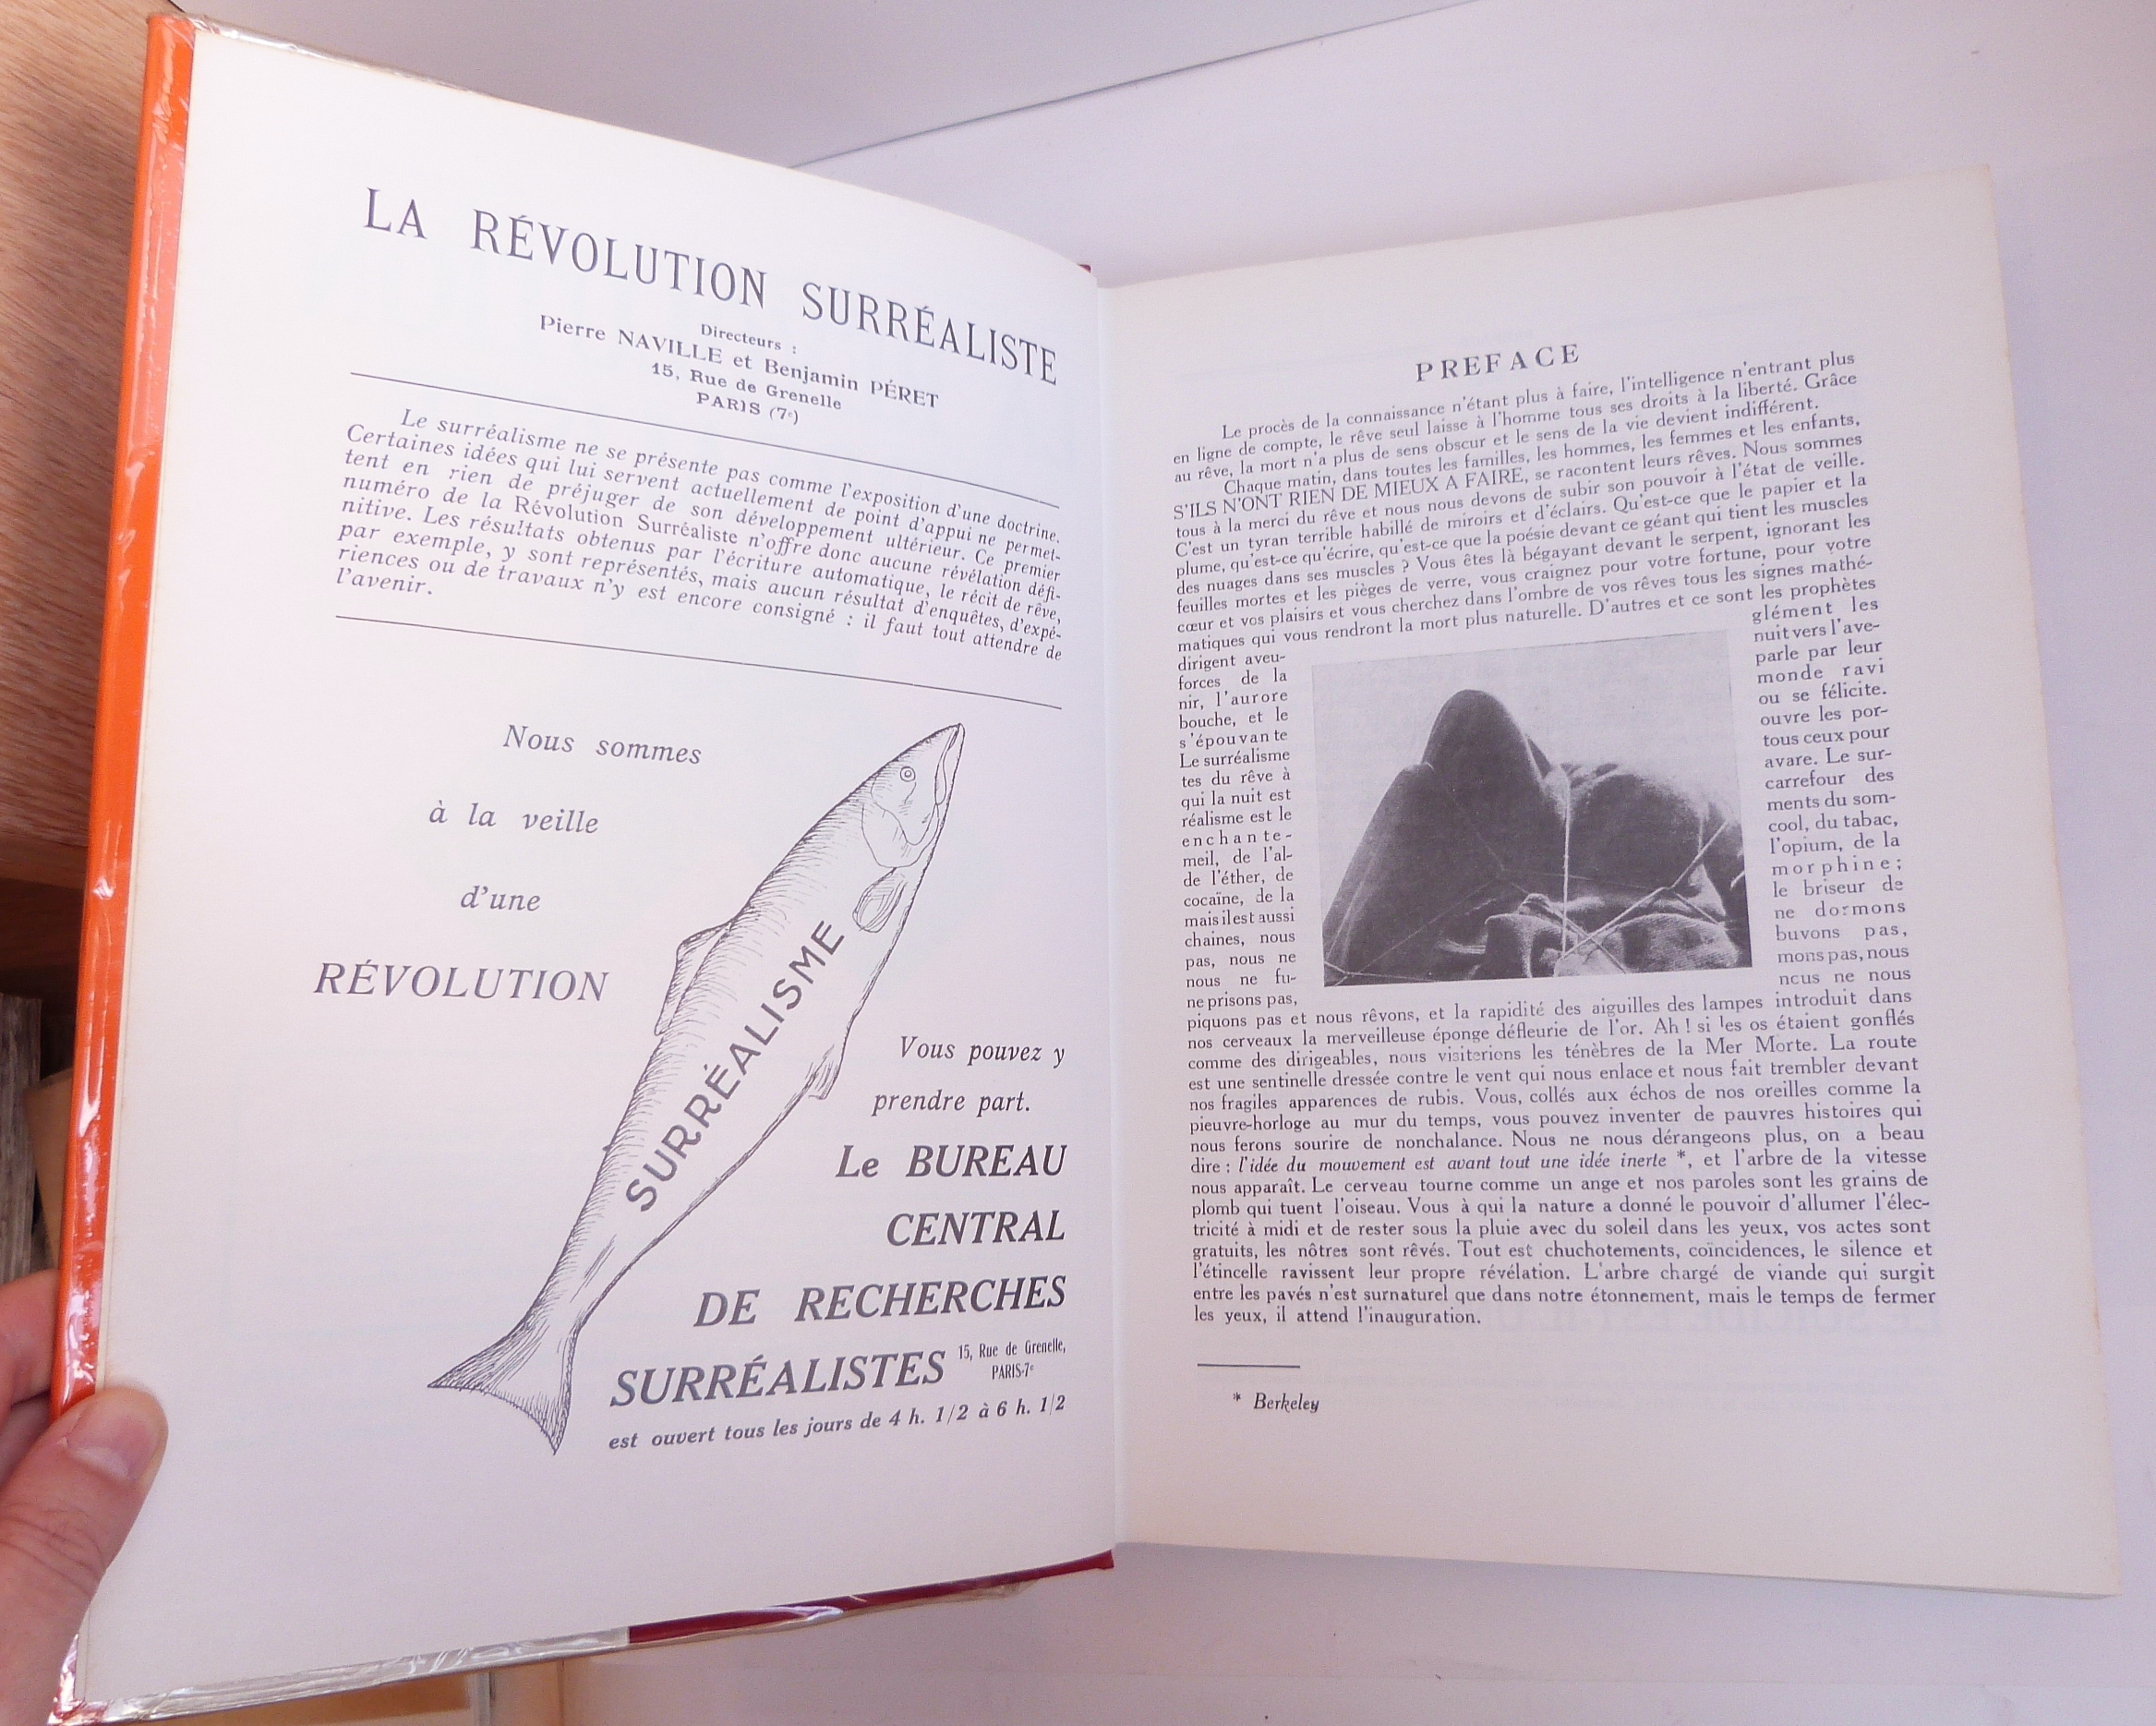 LA RÉVOLUTION SURRÉALISTE
Directeurs :
Pierre NAVILLE et Benjamin PÉRET
15, Rue de Grenelle
PARIS (7e)
Le surréalisme ne se présente pas comme l'exposition d'une doctrine.
Certaines idées qui lui servent actuellement de point d'appui ne permet-
tent en rien de préjuger de son développement ultérieur. Ce premier
numéro de la Révolution Surréaliste n'offre donc aucune révélation défi-
nitive. Les résultats obtenus par l'écriture automatique, le récit de rêve,
par exemple, y sont représentés, mais aucun résultat d'enquêtes, d'expé-
riences ou de travaux n'y est encore consigné : il faut tout attendre de
l'avenir.
Nous sommes
à la veille
d'une
RÉVOLUTION
SURRÉALISME
Vous pouvez y
prendre part.
Le BUREAU
CENTRAL
DE RECHERCHES
SURRÉALISTES 15, Rue de Grenelle,
PARIS-7e
est ouvert tous les jours de 4 h. 1/2 à 6 h. 1/2
PREFACE
Le procès de la connaissance n'étant plus à faire, l'intelligence n'entrant plus
en ligne de compte, le rêve seul laisse à l'homme tous ses droits à la liberté. Grâce
au rêve, la mort n'a plus de sens obscur et le sens de la vie devient indifférent.
Chaque matin, dans toutes les familles, les hommes, les femmes et les enfants,
S'ILS N'ONT RIEN DE MIEUX A FAIRE, se racontent leurs rêves. Nous sommes
tous à la merci du rêve et nous nous devons de subir son pouvoir à l'état de veille.
C'est un tyran terrible habillé de miroirs et d'éclairs. Qu'est-ce que le papier et la
plume, qu'est-ce qu'écrire, qu'est-ce que la poésie devant ce géant qui tient les muscles
des nuages dans ses muscles ? Vous êtes là bégayant devant le serpent, ignorant les
feuilles mortes et les pièges de verre, vous craignez pour votre fortune, pour votre
cœur et vos plaisirs et vous cherchez dans l'ombre de vos rêves tous les signes mathé-
matiques qui vous rendront la mort plus naturelle. D'autres et ce sont les prophètes
dirigent aveu- glément les
forces de la nuit vers l'ave-
nir, l'aurore parle par leur
bouche, et le monde ravi
s'épouvante ou se félicite.
Le surréalisme ouvre les por-
tes du rêve à tous ceux pour
qui la nuit est avare. Le sur-
réalisme est le carrefour des
enchante- ments du som-
meil, de l'al- cool, du tabac,
de l'éther, de l'opium, de la
cocaïne, de la morphine ;
mais il est aussi le briseur de
chaines, nous ne dormons
pas, nous ne buvons pas,
nous ne fu- mons pas, nous
ne prisons pas, nous ne nous
piquons pas et nous rêvons, et la rapidité des aiguilles des lampes introduit dans
nos cerveaux la merveilleuse éponge défleurie de l'or. Ah ! si les os étaient gonflés
comme des dirigeables, nous visiterions les ténèbres de la Mer Morte. La route
est une sentinelle dressée contre le vent qui nous enlace et nous fait trembler devant
nos fragiles apparences de rubis. Vous, collés aux échos de nos oreilles comme la
pieuvre-horloge au mur du temps, vous pouvez inventer de pauvres histoires qui
nous ferons sourire de nonchalance. Nous ne nous dérangeons plus, on a beau
dire : l'idée du mouvement est avant tout une idée inerte *, et l'arbre de la vitesse
nous apparaît. Le cerveau tourne comme un ange et nos paroles sont les grains de
plomb qui tuent l'oiseau. Vous à qui la nature a donné le pouvoir d'allumer l'élec-
tricité à midi et de rester sous la pluie avec du soleil dans les yeux, vos actes sont
gratuits, les nôtres sont rêvés. Tout est chuchotements, coïncidences, le silence et
l'étincelle ravissent leur propre révélation. L'arbre chargé de viande qui surgit
entre les pavés n'est surnaturel que dans notre étonnement, mais le temps de fermer
les yeux, il attend l'inauguration.
* Berkeley